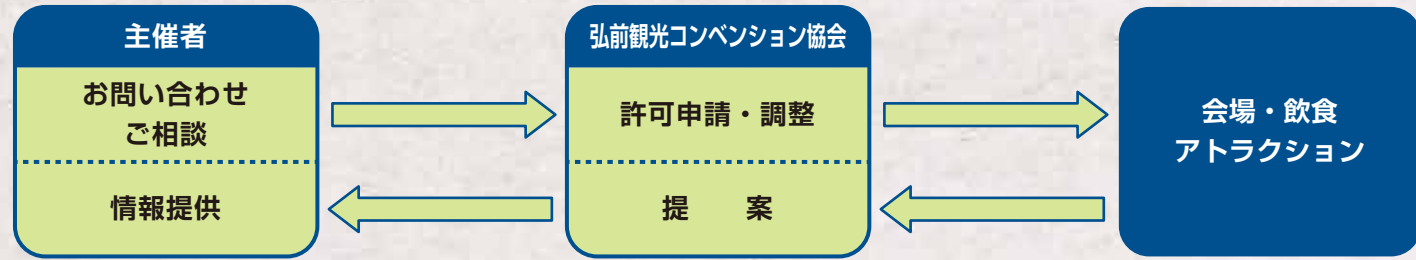 主催者
お問い合わせ
ご相談
情報提供
弘前観光コンベンション協会
許可申請・調整
提　案
会場・飲食
アトラクション